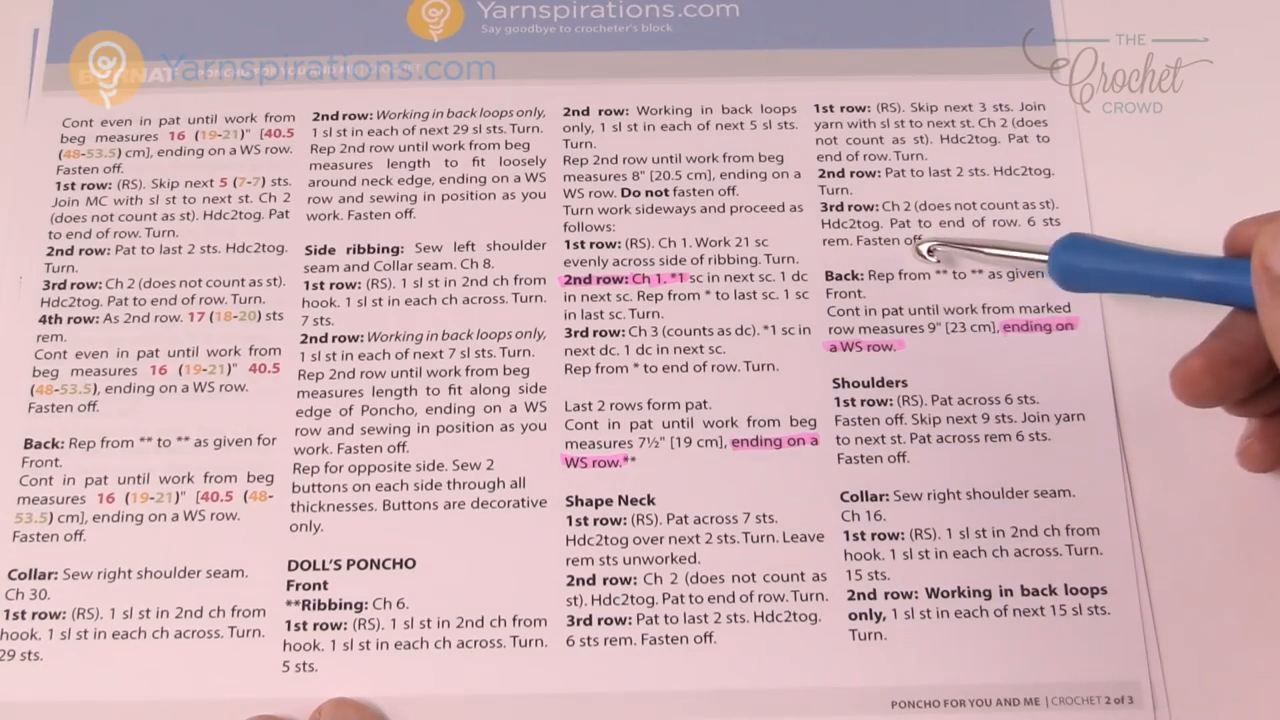 Yarnspirations.com
Say goodbye to crocheter's block
Yarnspirations.com
THE
Crochet
CROWD
Cont even in pat until work from
beg measures 16 (19-21)" [40.5
(48-53.5) cm], ending on a WS row.
Fasten off.
1st row: (RS). Skip next 5 (7-7) sts.
Join MC with sl st to next st. Ch 2
(does not count as st). Hdc2tog. Pat
to end of row. Turn.
2nd row: Pat to last 2 sts. Hdc2tog.
Turn.
3rd row: Ch 2 (does not count as st).
Hdc2tog. Pat to end of row. Turn.
4th row: As 2nd row. 17 (18-20) sts
rem.
Cont even in pat until work from
beg measures 16 (19-21)" 40.5
(48-53.5), ending on a WS row.
Fasten off.
Back: Rep from ** to ** as given for
Front.
Cont in pat until work from beg
measures 16 (19-21)" [40.5 (48-
53.5) cm], ending on a WS row.
Fasten off.
Collar: Sew right shoulder seam.
Ch 30.
1st row: (RS). 1 sl st in 2nd ch from
hook. 1 sl st in each ch across. Turn.
29 sts.
2nd row: Working in back loops only,
1 sl st in each of next 29 sl sts. Turn.
Rep 2nd row until work from beg
measures length to fit loosely
around neck edge, ending on a WS
row and sewing in position as you
work. Fasten off.
Side ribbing: Sew left shoulder
seam and Collar seam. Ch 8.
1st row: (RS). 1 sl st in 2nd ch from
hook. 1 sl st in each ch across. Turn.
7 sts.
2nd row: Working in back loops only,
1 sl st in each of next 7 sl sts. Turn.
Rep 2nd row until work from beg
measures length to fit along side
edge of Poncho, ending on a WS
row and sewing in position as you
work. Fasten off.
Rep for opposite side. Sew 2
buttons on each side through all
thicknesses. Buttons are decorative
only.
DOLL'S PONCHO
Front
**Ribbing: Ch 6.
1st row: (RS). 1 sl st in 2nd ch from
hook. 1 sl st in each ch across. Turn.
5 sts.
2nd row: Working in back loops
only, 1 sl st in each of next 5 sl sts.
Turn.
Rep 2nd row until work from beg
measures 8" [20.5 cm], ending on a
WS row. Do not fasten off.
Turn work sideways and proceed as
follows:
1st row: (RS). Ch 1. Work 21 sc
evenly across side of ribbing. Turn.
2nd row: Ch 1. *1 sc in next sc. 1 dc
in next sc. Rep from * to last sc. 1 sc
in last sc. Turn.
3rd row: Ch 3 (counts as dc). *1 sc in
next dc. 1 dc in next sc.
Rep from * to end of row. Turn.
Last 2 rows form pat.
Cont in pat until work from beg
measures 7½" [19 cm], ending on a
WS row.**
Shape Neck
1st row: (RS). Pat across 7 sts.
Hdc2tog over next 2 sts. Turn. Leave
rem sts unworked.
2nd row: Ch 2 (does not count as
st). Hdc2tog. Pat to end of row. Turn.
3rd row: Pat to last 2 sts. Hdc2tog.
6 sts rem. Fasten off.
1st row: (RS). Skip next 3 sts. Join
yarn with sl st to next st. Ch 2 (does
not count as st). Hdc2tog. Pat to
end of row. Turn.
2nd row: Pat to last 2 sts. Hdc2tog.
Turn.
3rd row: Ch 2 (does not count as st).
Hdc2tog. Pat to end of row. 6 sts
rem. Fasten off.
Back: Rep from ** to ** as given
Front.
Cont in pat until work from marked
row measures 9" [23 cm], ending on
a WS row.
Shoulders
1st row: (RS). Pat across 6 sts.
Fasten off. Skip next 9 sts. Join yarn
to next st. Pat across rem 6 sts.
Fasten off.
Collar: Sew right shoulder seam.
Ch 16.
1st row: (RS). 1 sl st in 2nd ch from
hook. 1 sl st in each ch across. Turn.
15 sts.
2nd row: Working in back loops
only, 1 sl st in each of next 15 sl sts.
Turn.
PONCHO FOR YOU AND ME | CROCHET 2 of 3